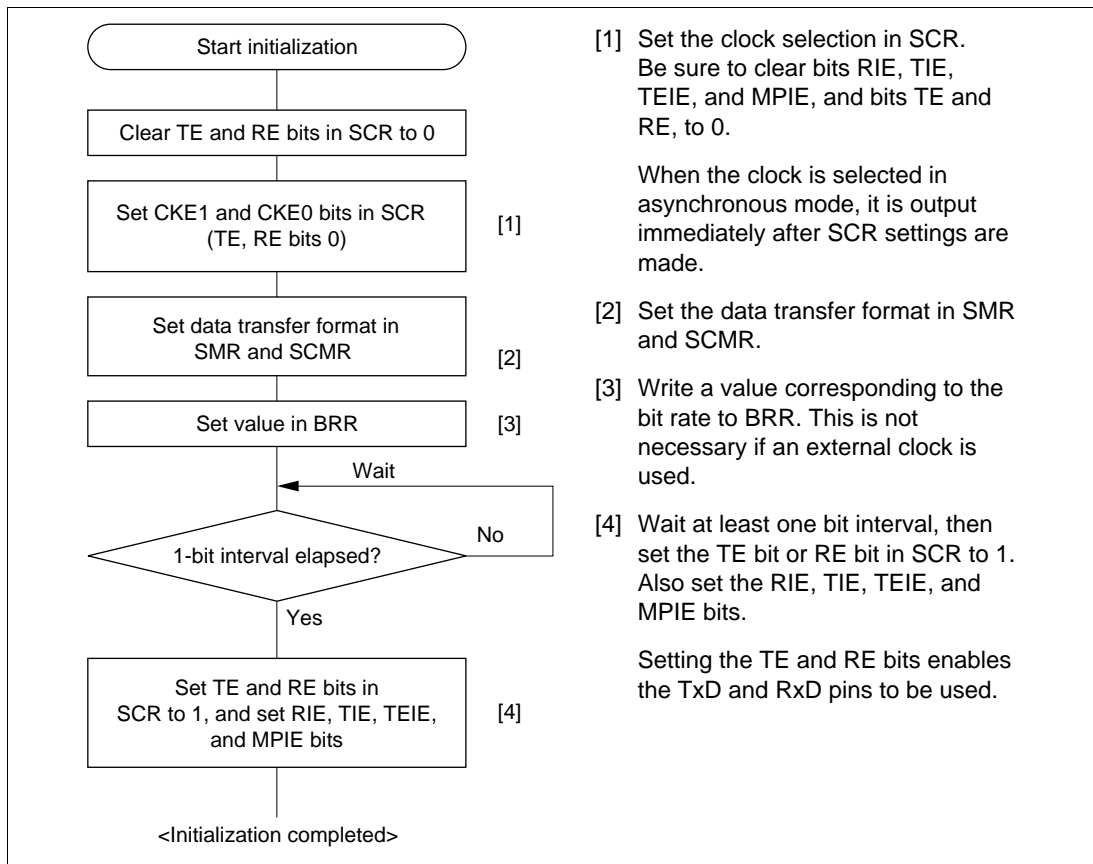 Start initialization
Clear TE and RE bits in SCR to 0
Set CKE1 and CKE0 bits in SCR
(TE, RE bits 0)
[1]
Set data transfer format in
SMR and SCMR
[2]
Set value in BRR
[3]
Wait
1-bit interval elapsed?
No
Yes
Set TE and RE bits in
SCR to 1, and set RIE, TIE, TEIE,
and MPIE bits
[4]
<Initialization completed>
[1] Set the clock selection in SCR.
Be sure to clear bits RIE, TIE,
TEIE, and MPIE, and bits TE and
RE, to 0.
When the clock is selected in
asynchronous mode, it is output
immediately after SCR settings are
made.
[2] Set the data transfer format in SMR
and SCMR.
[3] Write a value corresponding to the
bit rate to BRR. This is not
necessary if an external clock is
used.
[4] Wait at least one bit interval, then
set the TE bit or RE bit in SCR to 1.
Also set the RIE, TIE, TEIE, and
MPIE bits.
Setting the TE and RE bits enables
the TxD and RxD pins to be used.